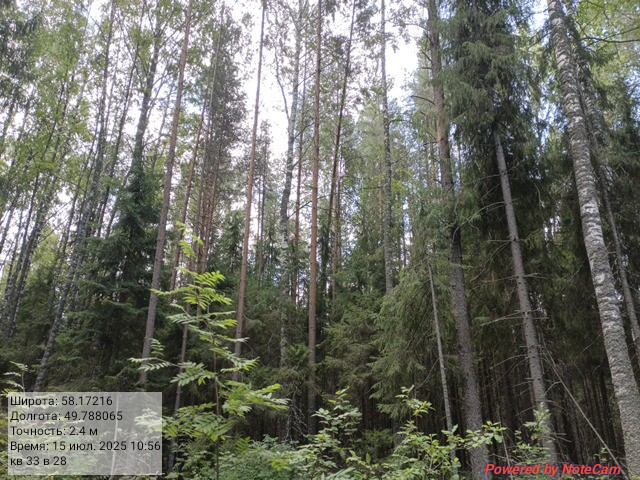 Широта: 58.17216
Долгота: 49.788065
Точность: 2.4 м
Время: 15 июл. 2025 10:56
кв 33 в 28
Powered by NoteCam